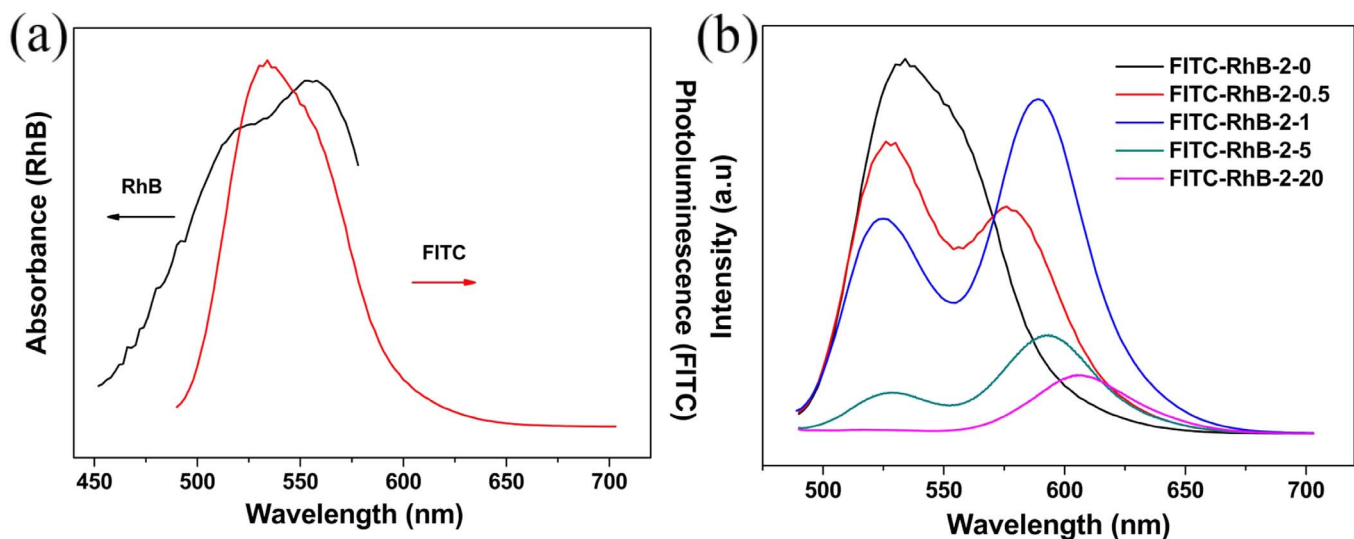 (a)
Absorbance (RhB)
RhB
FITC
Photoluminescence (FITC)
450 500 550 600 650 700
Wavelength (nm)
(b)
Intensity (a.u)
FITC-RhB-2-0
FITC-RhB-2-0.5
FITC-RhB-2-1
FITC-RhB-2-5
FITC-RhB-2-20
500 550 600 650 700
Wavelength (nm)